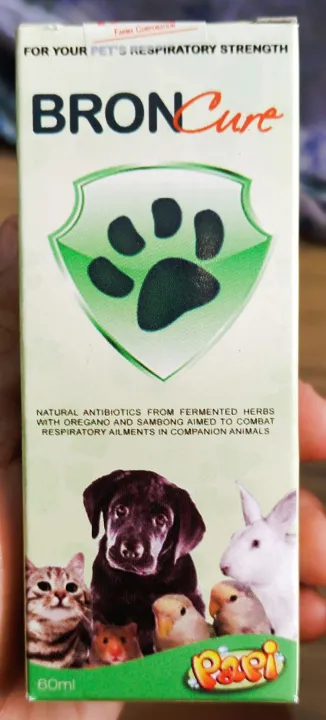 FOR YOUR PET'S RESPIRATORY STRENGTH
BRONCure
NATURAL ANTIBIOTICS FROM FERMENTED HERBS
WITH OREGANO AND SAMBONG AIMED TO COMBAT
RESPIRATORY AILMENTS IN COMPANION ANIMALS
Papi
60ml